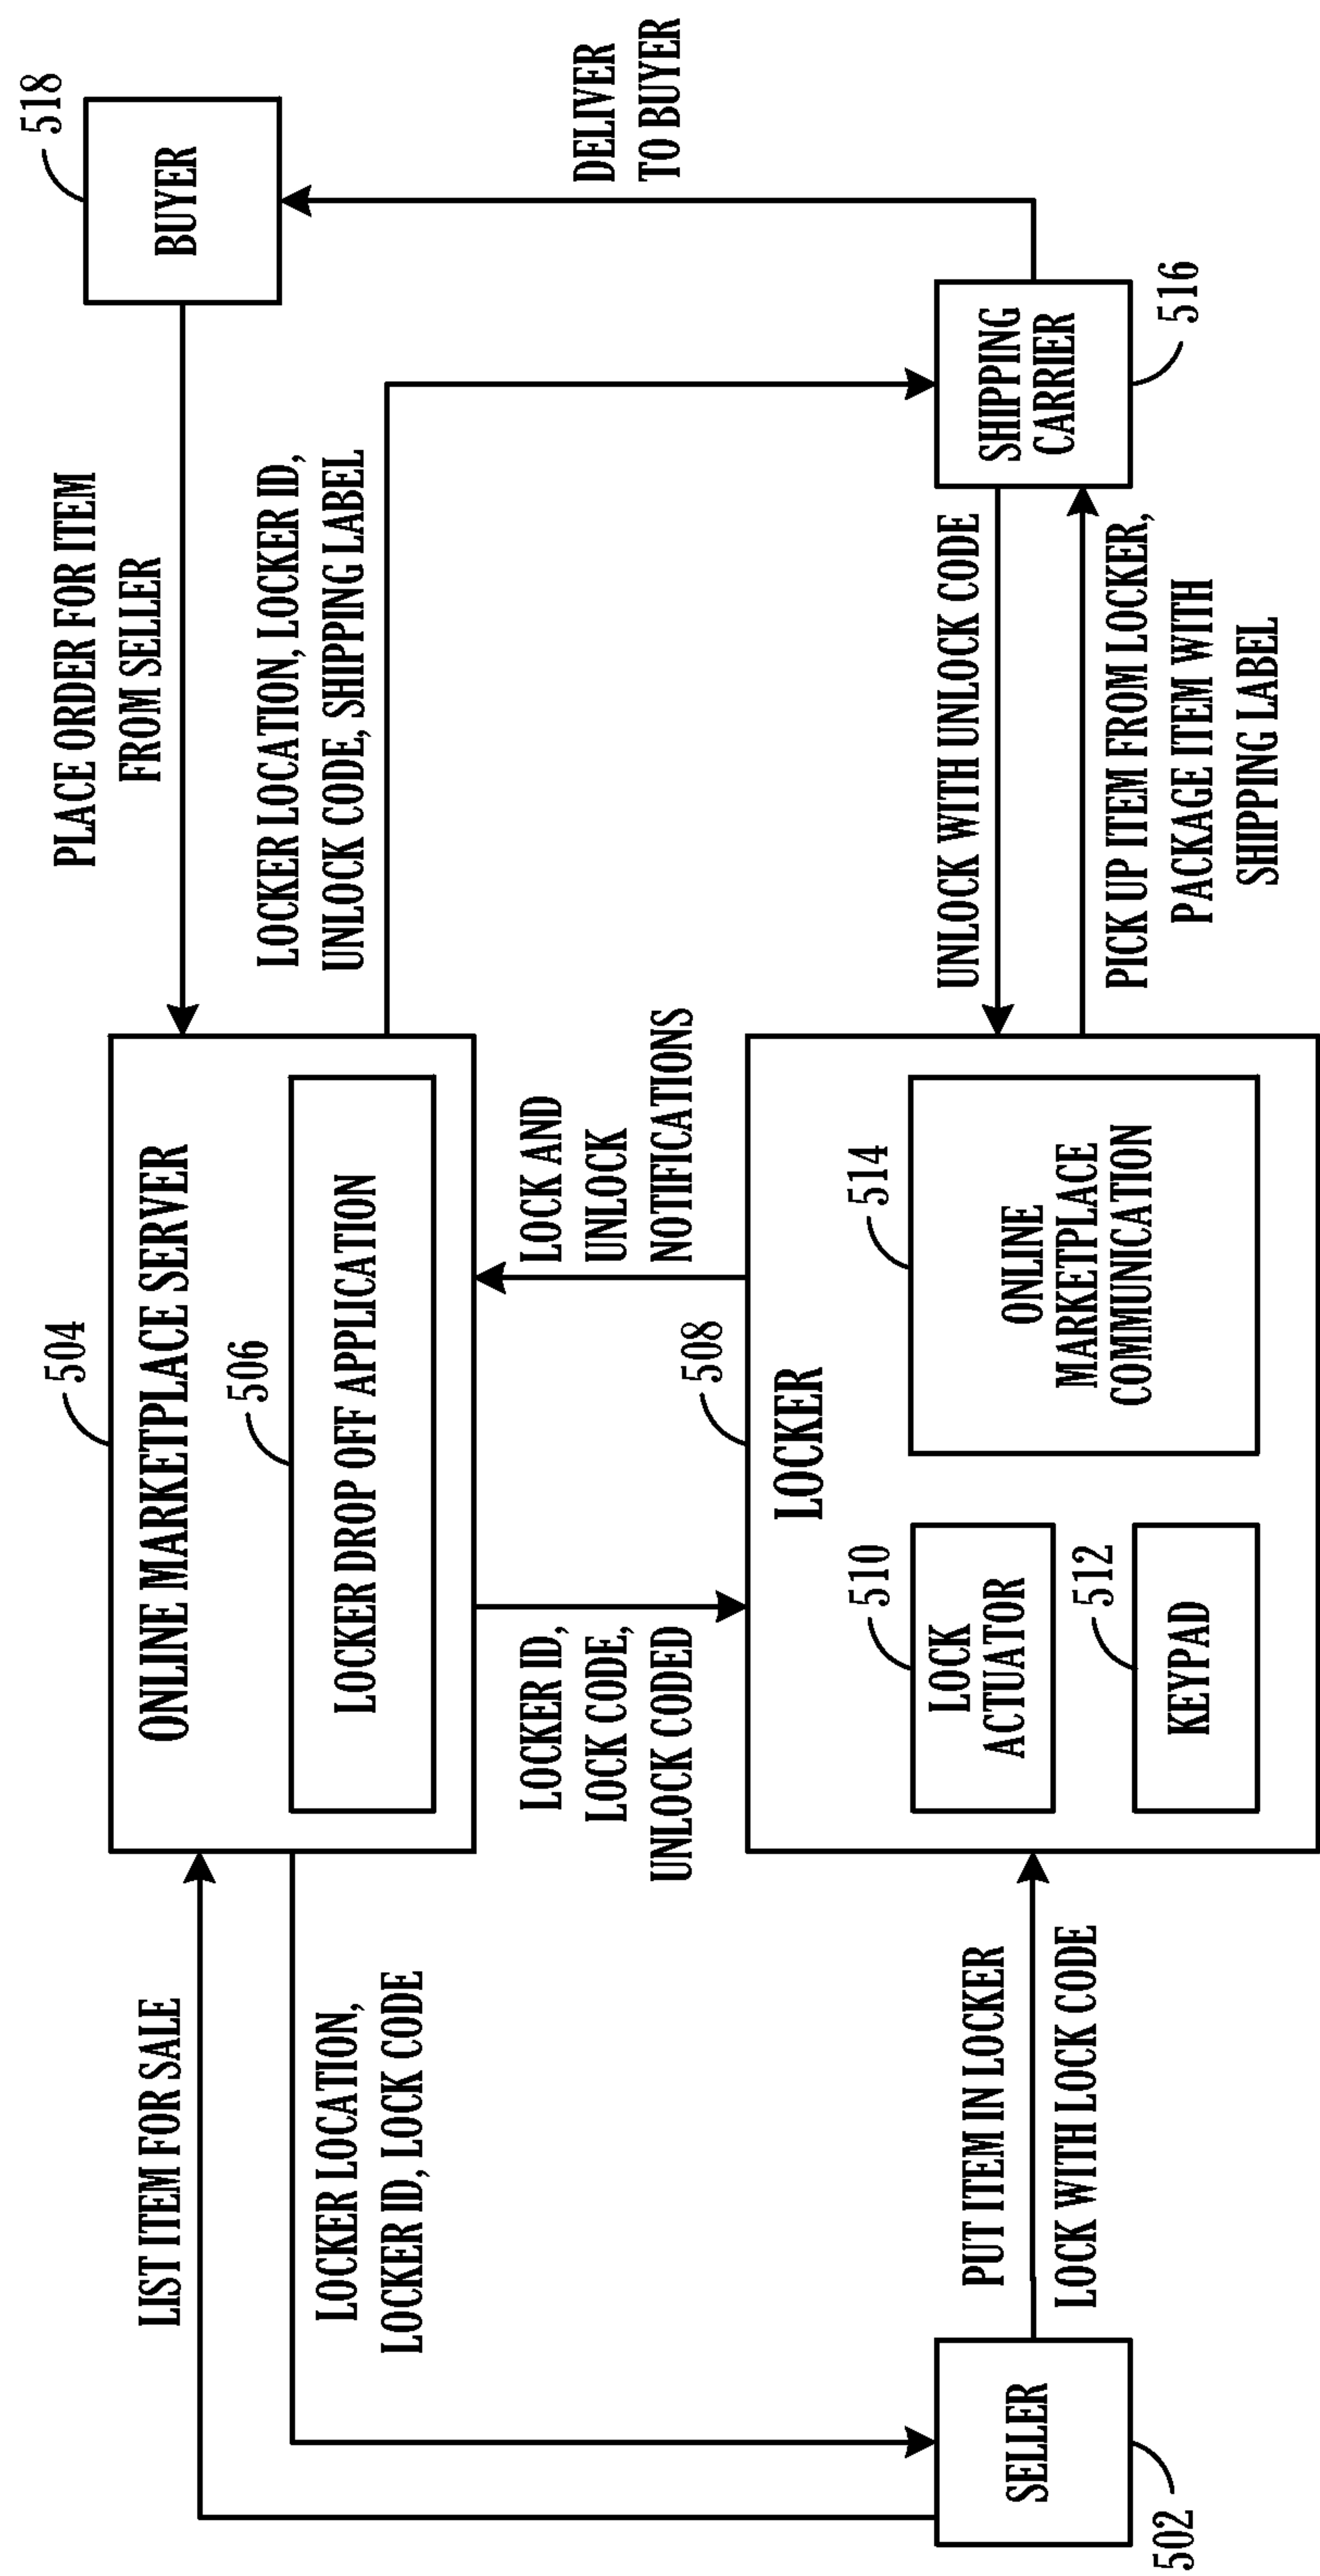 518
BUYER
PLACE ORDER FOR ITEM
FROM SELLER
DELIVER
TO BUYER
504
ONLINE MARKETPLACE SERVER
506
LOCKER DROP OFF APPLICATION
LIST ITEM FOR SALE
LOCKER LOCATION,
LOCKER ID, LOCK CODE
LOCKER LOCATION, LOCKER ID,
UNLOCK CODE, SHIPPING LABEL
LOCKER ID,
LOCK CODE,
UNLOCK CODED
LOCK AND
UNLOCK
NOTIFICATIONS
508
LOCKER
510
LOCK
ACTUATOR
512
KEYPAD
514
ONLINE
MARKETPLACE
COMMUNICATION
SELLER
502
PUT ITEM IN LOCKER
LOCK WITH LOCK CODE
UNLOCK WITH UNLOCK CODE
PICK UP ITEM FROM LOCKER,
PACKAGE ITEM WITH
SHIPPING LABEL
SHIPPING
CARRIER
516